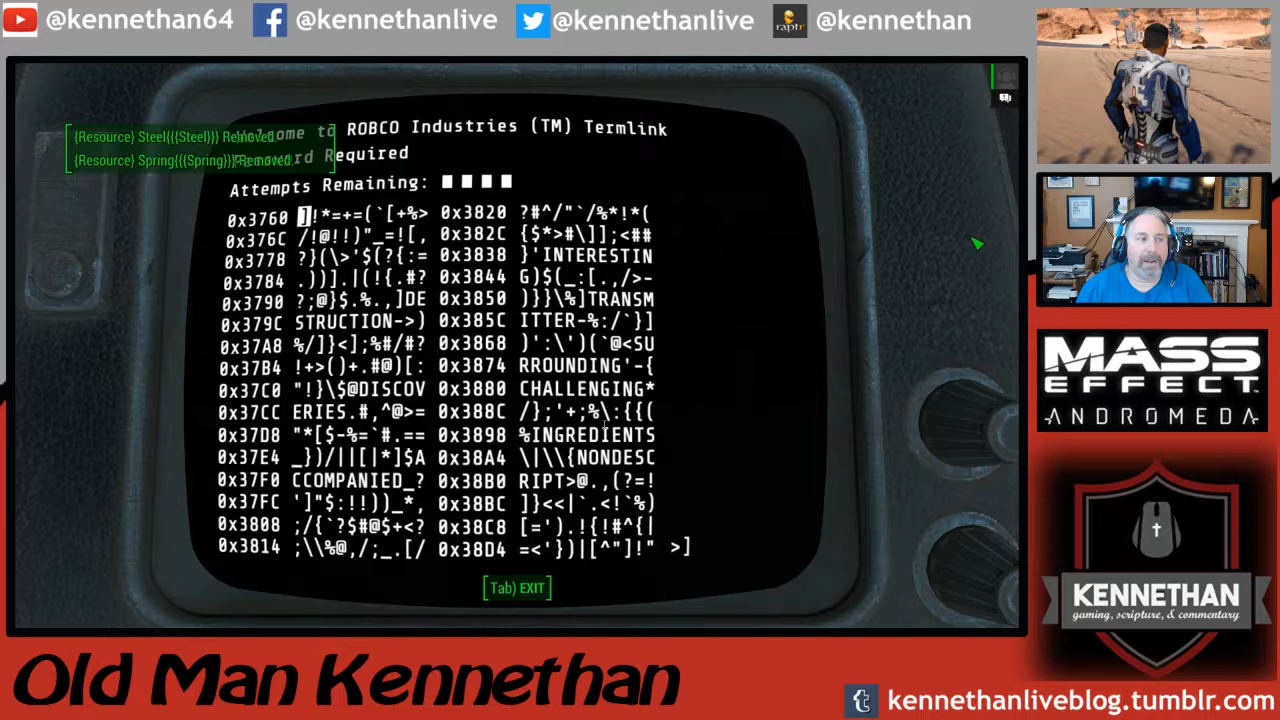 @kennethan64 @kennethanlive @kennethanlive raptr @kennethan
Welcome to ROBCO Industries (TM) Termlink
{Resource) Steel{{{Steel}}} Removed.
Password Required
{Resource) Spring{{{Spring}}} Removed.
Attempts Remaining:
0x3760 ]!*=+=(`[+%> 0x3820 ?#^/"`/%*!*(
0x376C /!@!!)"_=![, 0x382C {$*>#\]];<##
0x3778 ?}(\>'$(?{:= 0x3838 }'INTERESTIN
0x3784 .))].|(!{.#? 0x3844 G)$(_:[.,/>-
0x3790 ?;@}$.%.,]DE 0x3850 )}}\%]TRANSM
0x379C STRUCTION->) 0x385C ITTER-%:/`}]
0x37A8 %/]}<];%#/#? 0x3868 )':\')(`@<SU
0x37B4 !+>()+.#@)[: 0x3874 RROUNDING'-{
0x37C0 "!}\$@DISCOV 0x3880 CHALLENGING*
0x37CC ERIES.#,^@>= 0x388C /};'+;%\:{{(
0x37D8 "*[$-%=`#.== 0x3898 %INGREDIENTS
0x37E4 _})/||[|*]$A 0x38A4 \|\\{NONDESC
0x37F0 CCOMPANIED_? 0x38B0 RIPT>@.,(?=!
0x37FC ']"$:!!))_*, 0x38BC ]}<<|`.<!`%)
0x3808 ;/{`?$#@$+<? 0x38C8 [=').!{!#^{|
0x3814 ;\\%@,/;_.[/ 0x38D4 =<'})|[^"]!" >]
Tab) EXIT
MASS
EFFECT
ANDROMEDA
KENNETHAN
gaming, scripture, & commentary
Old Man Kennethan
kennethanliveblog.tumblr.com